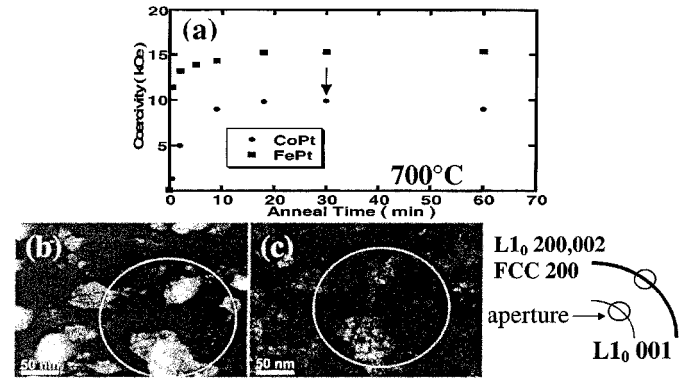 (a)
Coercivity (kOe)
20
15
10
5
0
CoPt
FePt
700°C
0 10 20 30 40 50 60 70
Anneal Time (min)
(b)
50 nm
(c)
50 nm
L1₀ 200,002
FCC 200
aperture
L1₀ 001